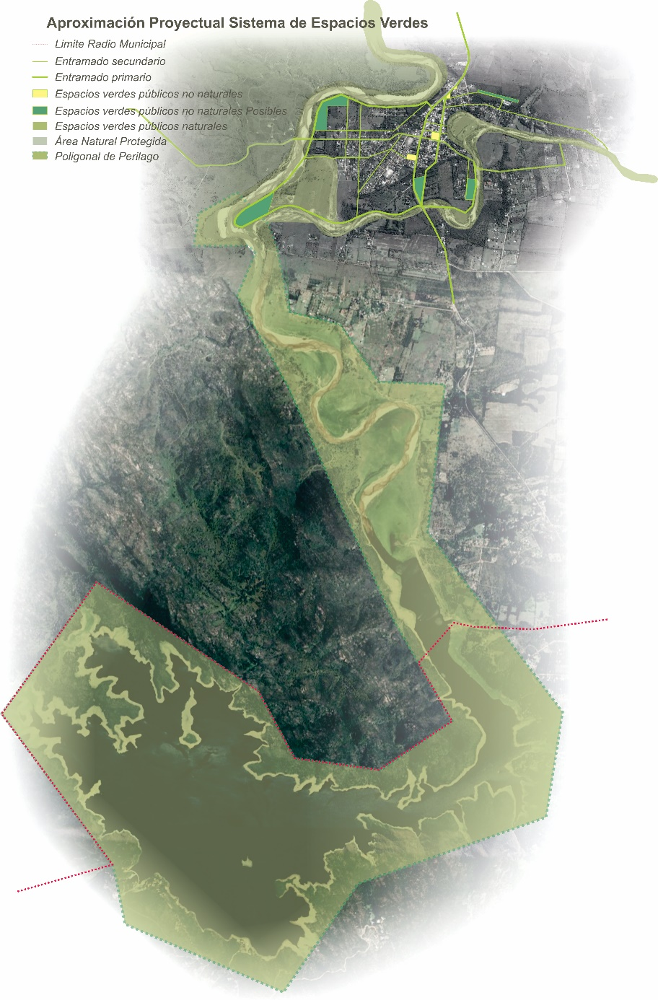 Aproximación Proyectual Sistema de Espacios Verdes
Limite Radio Municipal
Entramado secundario
Entramado primario
Espacios verdes públicos no naturales
Espacios verdes públicos no naturales Posibles
Espacios verdes públicos naturales
Área Natural Protegida
Poligonal de Perilago